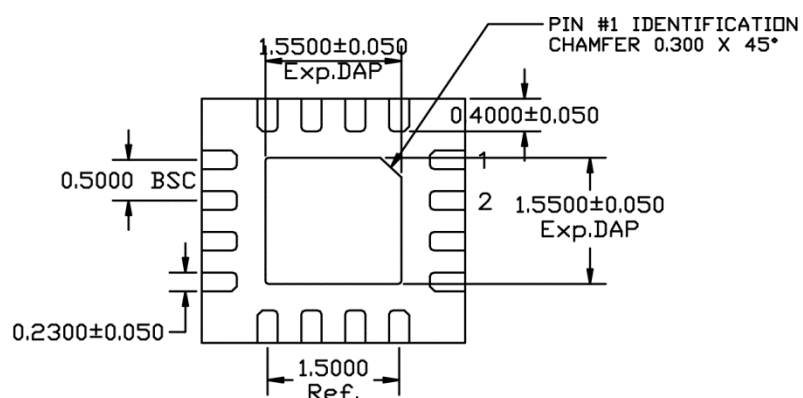 PIN #1 IDENTIFICATION
CHAMFER 0.300 X 45°
1.5500±0.050
Exp.DAP
0.4000±0.050
1
0.5000 BSC
2
1.5500±0.050
Exp.DAP
0.2300±0.050
1.5000
Ref.